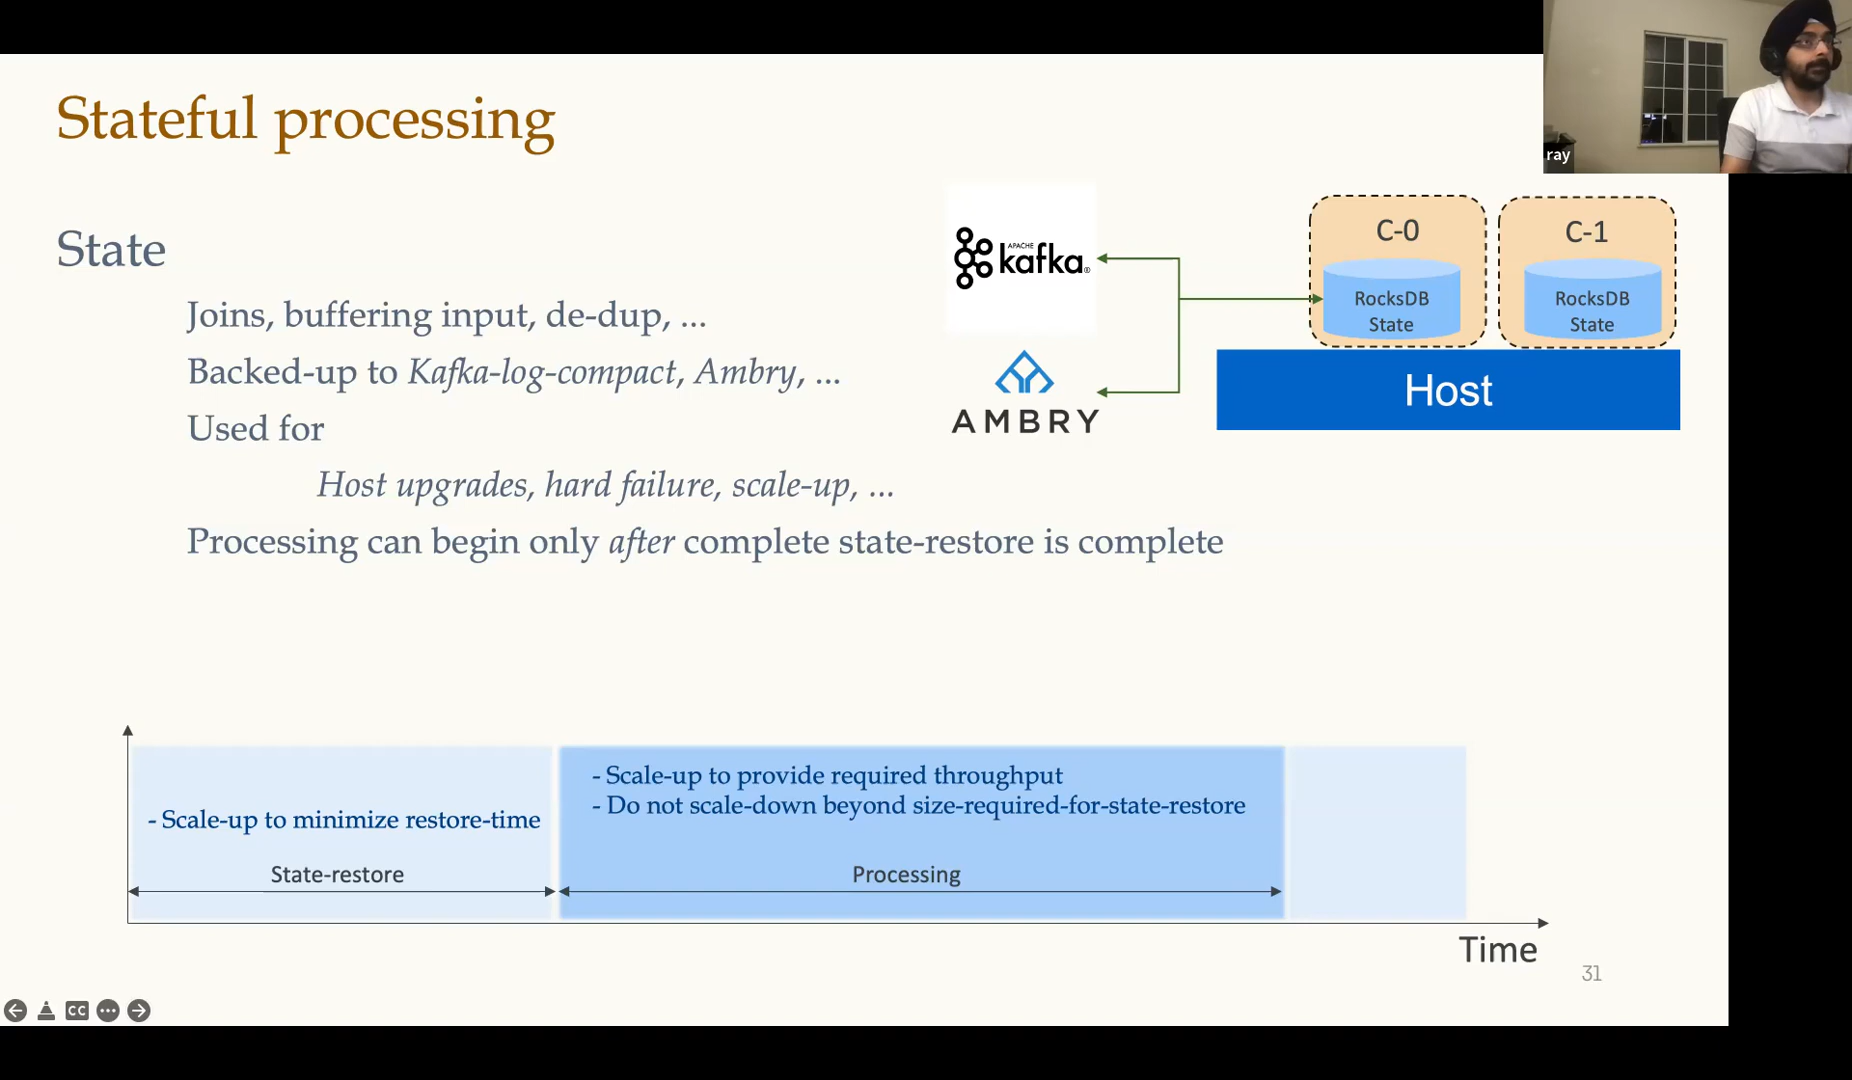 Stateful processing
ray
State
Joins, buffering input, de-dup, ...
Backed-up to Kafka-log-compact, Ambry, ...
Used for
Host upgrades, hard failure, scale-up, ...
Processing can begin only after complete state-restore is complete
APACHE
kafka®
AMBRY
C-0
RocksDB
State
C-1
RocksDB
State
Host
- Scale-up to minimize restore-time
State-restore
- Scale-up to provide required throughput
- Do not scale-down beyond size-required-for-state-restore
Processing
Time
31
CC